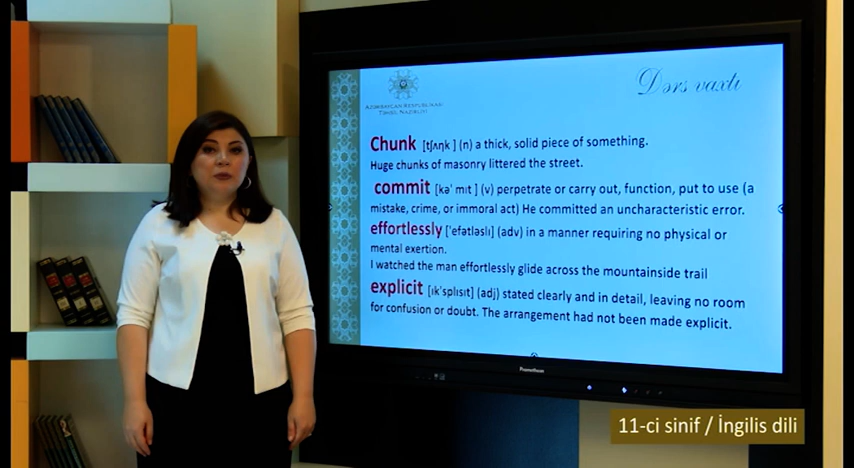 Dərs vaxtı
AZƏRBAYCAN RESPUBLİKASI
TƏHSİL NAZİRLİYİ
Chunk [tʃʌŋk ] (n) a thick, solid piece of something.
Huge chunks of masonry littered the street.
commit [kə' mıt ] (v) perpetrate or carry out, function, put to use (a
mistake, crime, or immoral act) He committed an uncharacteristic error.
effortlessly ['efətləslı] (adv) in a manner requiring no physical or
mental exertion.
I watched the man effortlessly glide across the mountainside trail
explicit [ık'splısıt] (adj) stated clearly and in detail, leaving no room
for confusion or doubt. The arrangement had not been made explicit.
Promethean
11-ci sinif / İngilis dili